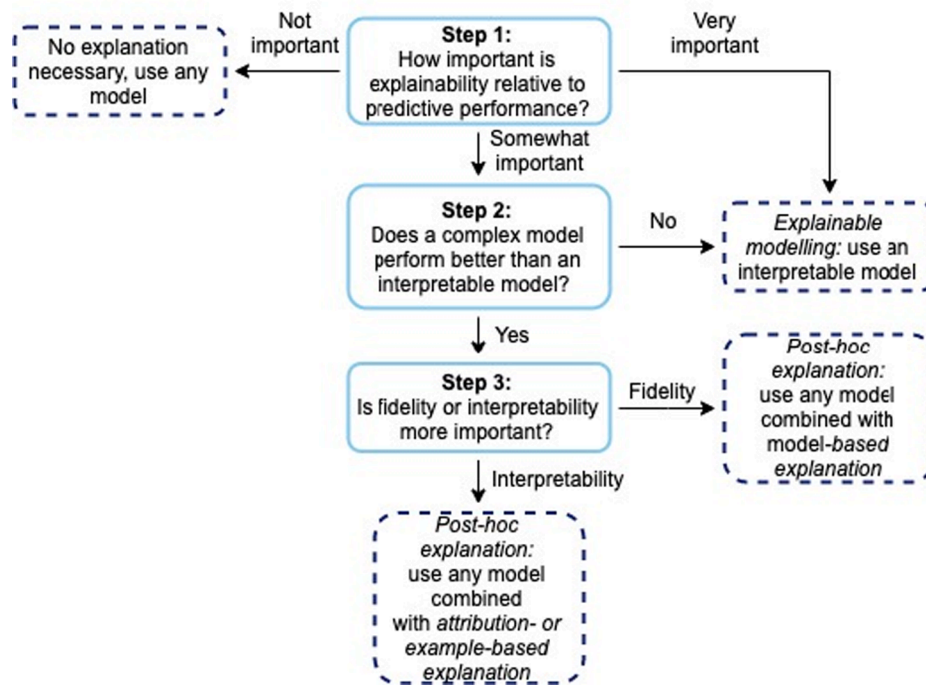 No explanation
necessary, use any
model
Not
important
Step 1:
How important is
explainability relative to
predictive performance?
Very
important
Somewhat
important
Step 2:
Does a complex model
perform better than an
interpretable model?
No
Explainable
modelling: use an
interpretable model
Yes
Step 3:
Is fidelity or interpretability
more important?
Fidelity
Post-hoc
explanation:
use any model
combined with
model-based
explanation
Interpretability
Post-hoc
explanation:
use any model
combined
with attribution- or
example-based
explanation